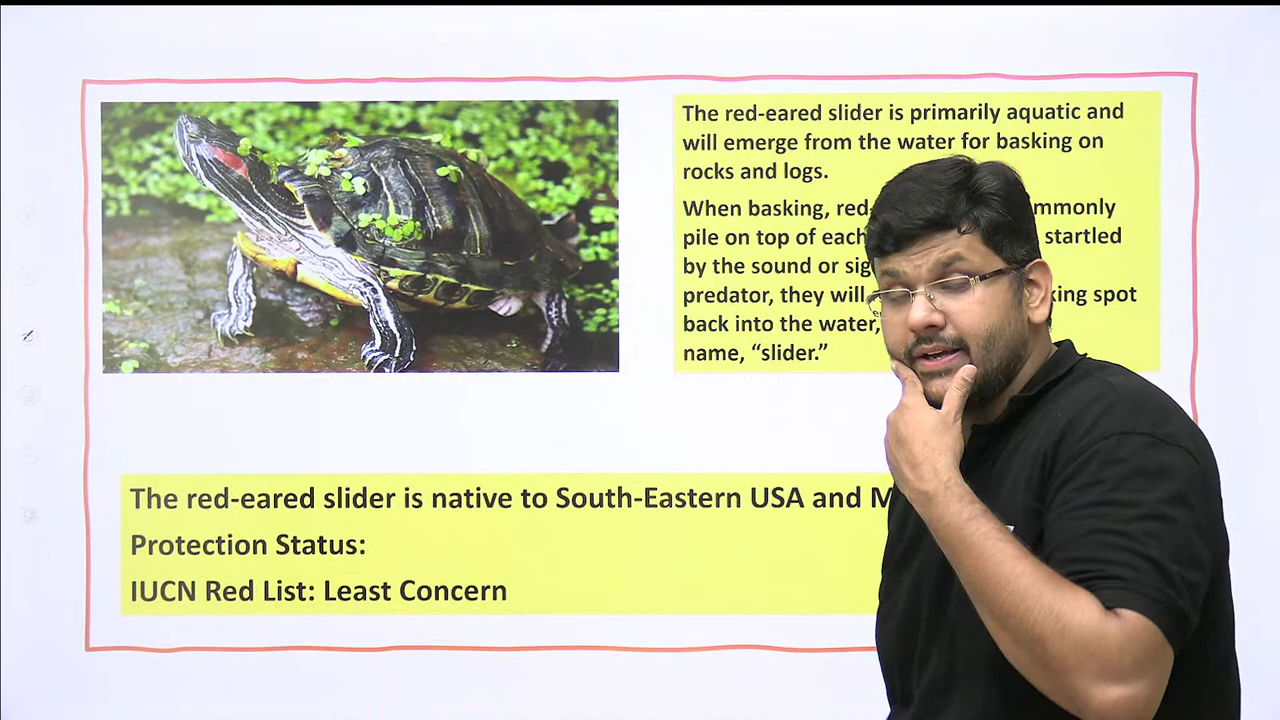 The red-eared slider is primarily aquatic and
will emerge from the water for basking on
rocks and logs.
When basking, red
pile on top of each startled
by the sound or
predator, they will spot
back into the water,
name, “slider.”
The red-eared slider is native to South-Eastern USA and
Protection Status:
IUCN Red List: Least Concern